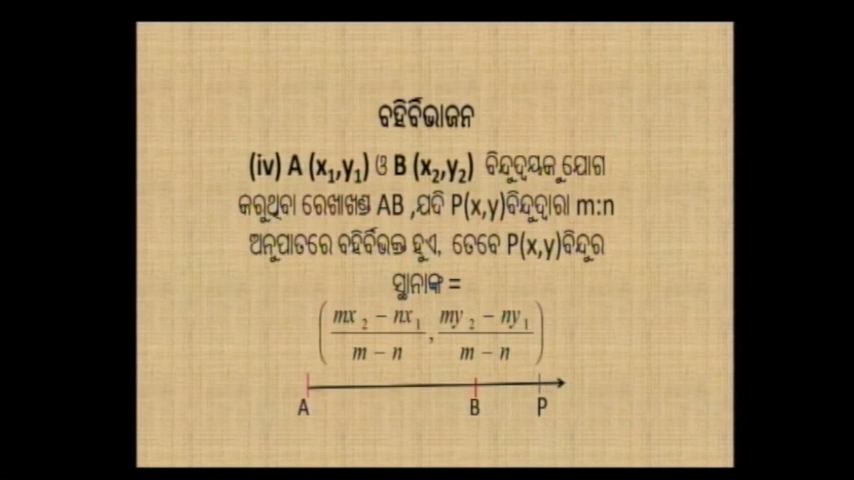 ବହିର୍ବିଭାଜନ
(iv) A (x₁,y₁) ଓ B (x₂,y₂) ବିନ୍ଦୁଦ୍ଵୟକୁ ଯୋଗ
କରୁଥିବା ରେଖାଖଣ୍ଡ AB ,ଯଦି P(x,y)ବିନ୍ଦୁଦ୍ଵାରା m:n
ଅନୁପାତରେ ବହିର୍ବିଭକ୍ତ ହୁଏ, ତେବେ P(x,y)ବିନ୍ଦୁର
ସ୍ଥାନାଙ୍କ =
(mx₂ − nx₁ / m − n , my₂ − ny₁ / m − n)
A B P